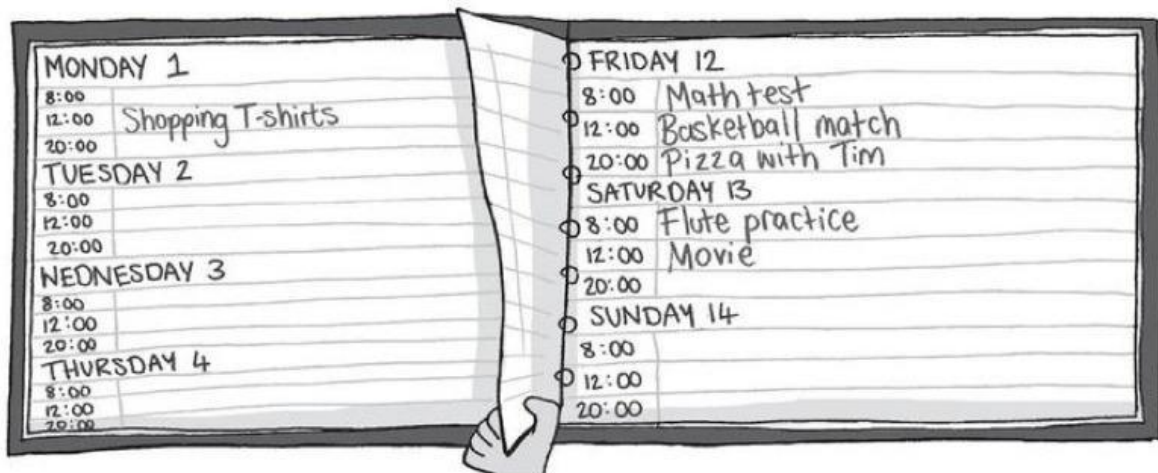 MONDAY 1
8:00
12:00 Shopping T-shirts
20:00
TUESDAY 2
8:00
12:00
20:00
WEDNESDAY 3
8:00
12:00
20:00
THURSDAY 4
8:00
12:00
20:00
FRIDAY 12
8:00 Math test
12:00 Basketball match
20:00 Pizza with Tim
SATURDAY 13
8:00 Flute practice
12:00 Movie
20:00
SUNDAY 14
8:00
12:00
20:00